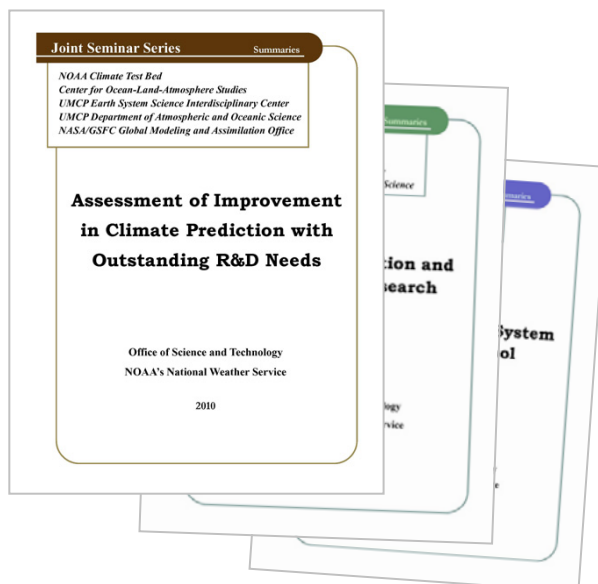 Joint Seminar Series Summaries
NOAA Climate Test Bed
Center for Ocean-Land-Atmosphere Studies
UMCP Earth System Science Interdisciplinary Center
UMCP Department of Atmospheric and Oceanic Science
NASA/GSFC Global Modeling and Assimilation Office
Assessment of Improvement
in Climate Prediction with
Outstanding R&D Needs
Office of Science and Technology
NOAA's National Weather Service
2010
Summaries
Science
tion and
search
ology
rvice
maries
System
ol
e